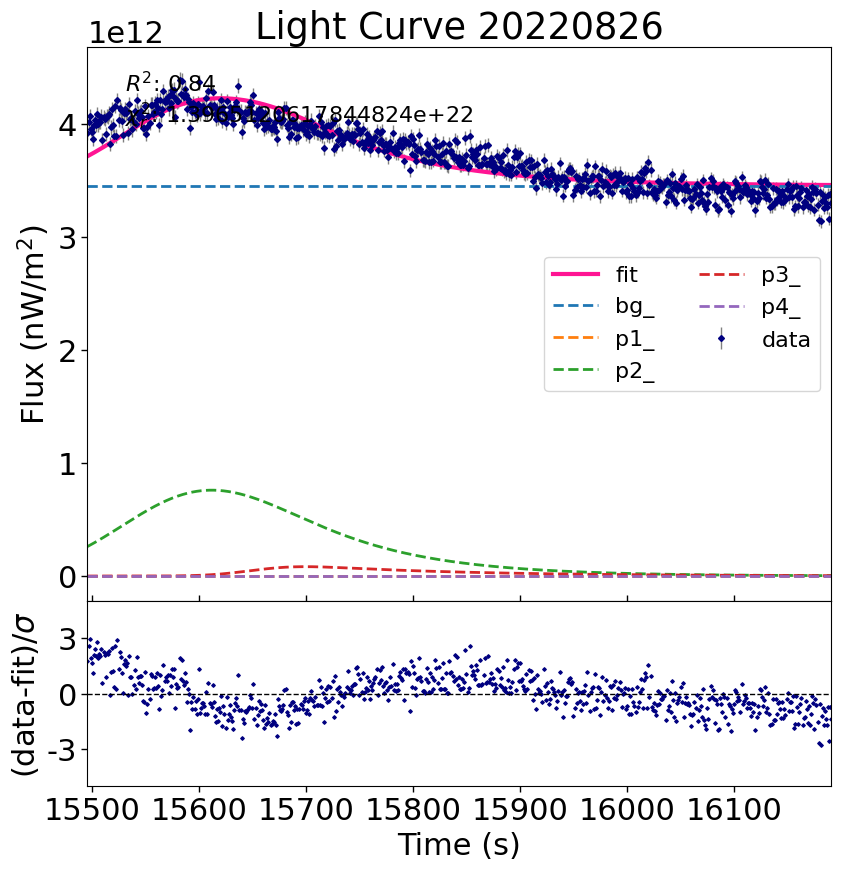 Light Curve 20220826
1e12
R²: 0.84
4
3
2
1
0
Flux (nW/m²)
fit
bg_
p1_
p2_
p3_
p4_
data
3
0
-3
(data-fit)/σ
15500 15600 15700 15800 15900 16000 16100
Time (s)